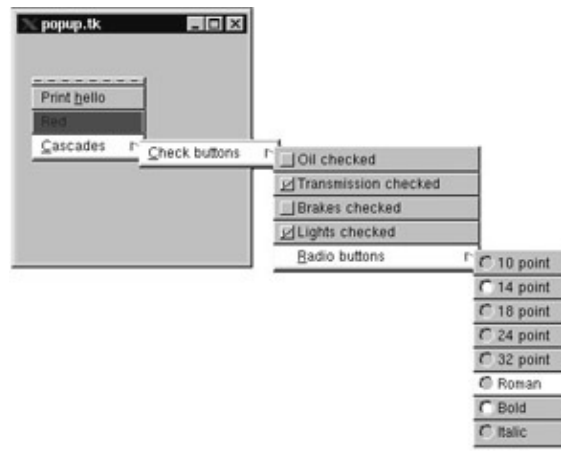 popup.tk
Print hello
Red
Cascades
Check buttons
Oil checked
Transmission checked
Brakes checked
Lights checked
Radio buttons
10 point
14 point
18 point
24 point
32 point
Roman
Bold
Italic